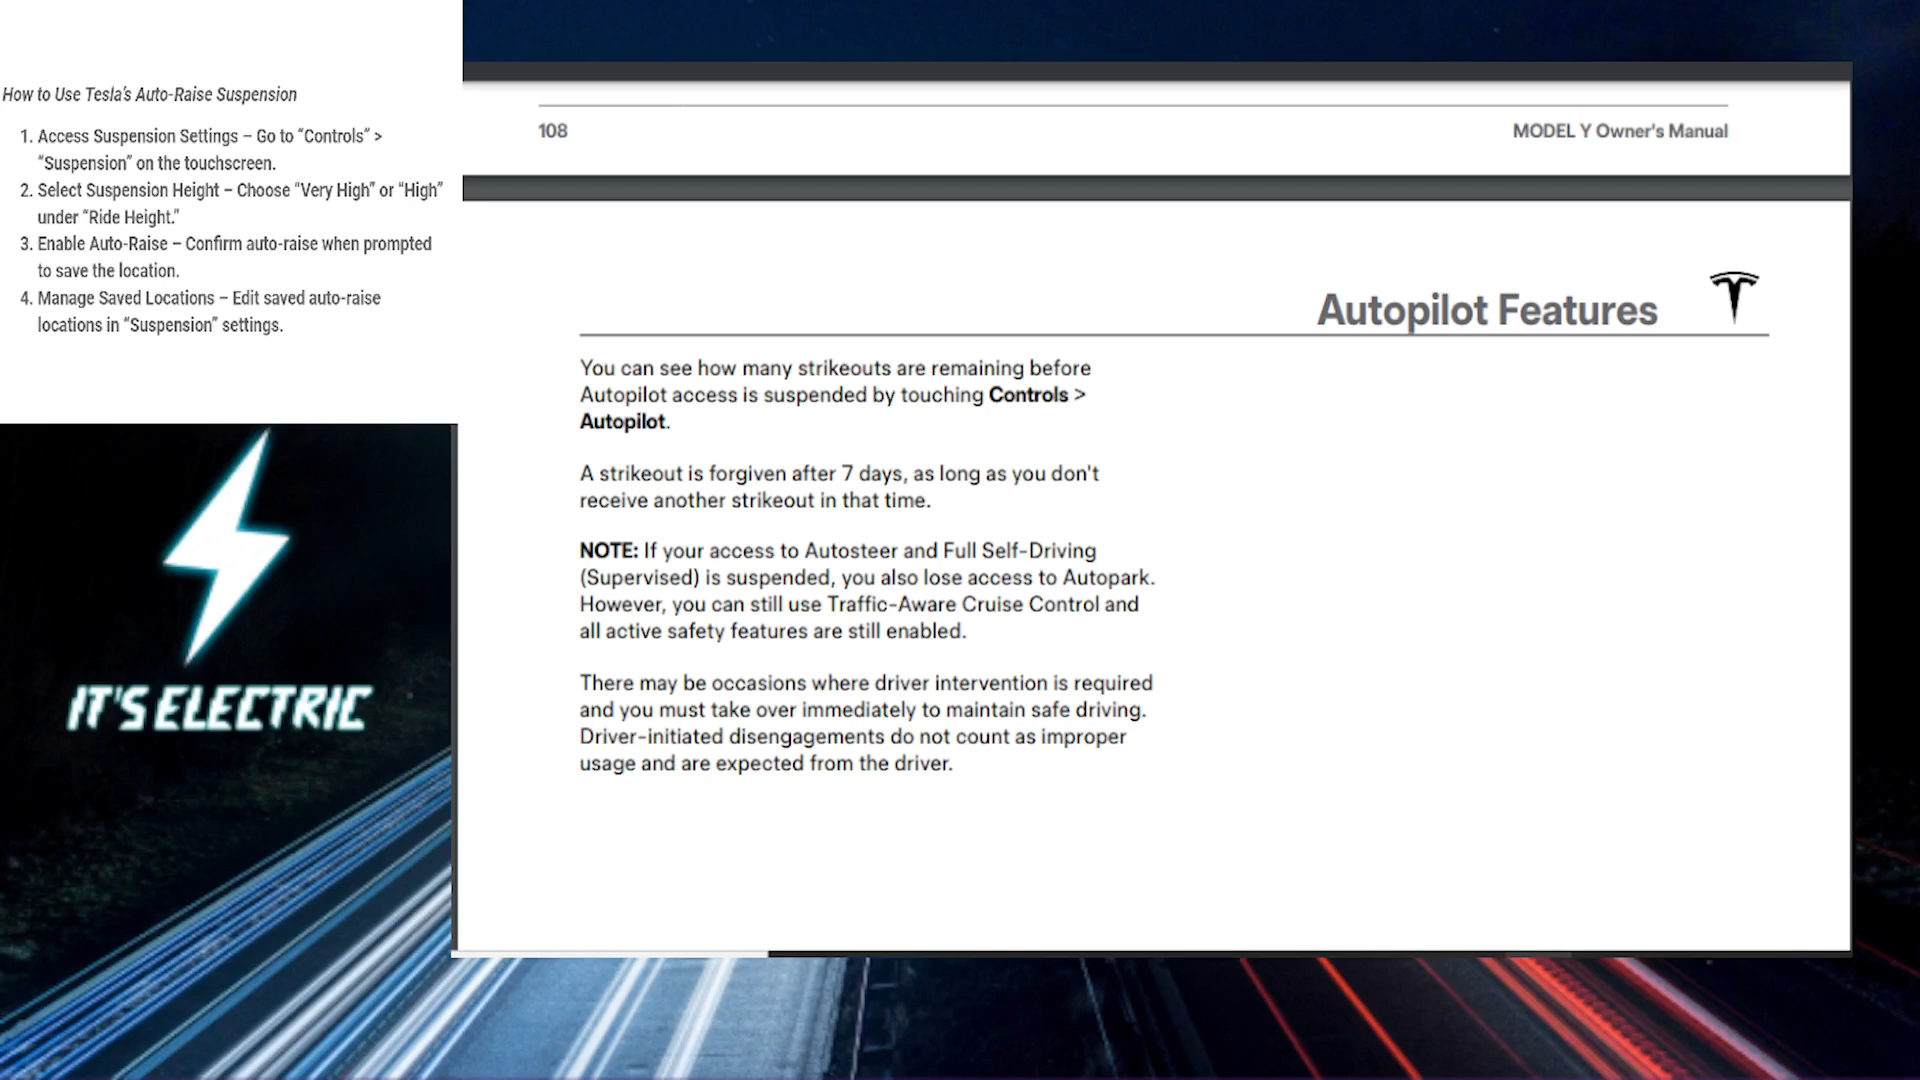 How to Use Tesla's Auto-Raise Suspension
1. Access Suspension Settings – Go to “Controls” >
“Suspension” on the touchscreen.
2. Select Suspension Height – Choose “Very High” or “High”
under “Ride Height.”
3. Enable Auto-Raise – Confirm auto-raise when prompted
to save the location.
4. Manage Saved Locations – Edit saved auto-raise
locations in “Suspension” settings.
IT'S ELECTRIC
108
MODEL Y Owner's Manual
Autopilot Features
You can see how many strikeouts are remaining before
Autopilot access is suspended by touching Controls >
Autopilot.
A strikeout is forgiven after 7 days, as long as you don't
receive another strikeout in that time.
NOTE: If your access to Autosteer and Full Self-Driving
(Supervised) is suspended, you also lose access to Autopark.
However, you can still use Traffic-Aware Cruise Control and
all active safety features are still enabled.
There may be occasions where driver intervention is required
and you must take over immediately to maintain safe driving.
Driver-initiated disengagements do not count as improper
usage and are expected from the driver.